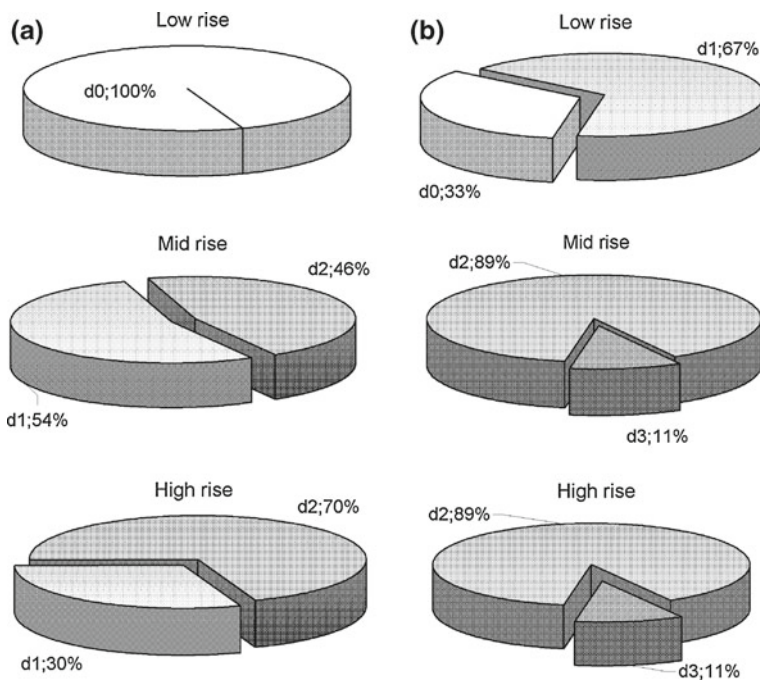 (a)
Low rise
d0;100%
Mid rise
d2;46%
d1;54%
High rise
d2;70%
d1;30%
(b)
Low rise
d1;67%
d0;33%
Mid rise
d2;89%
d3;11%
High rise
d2;89%
d3;11%